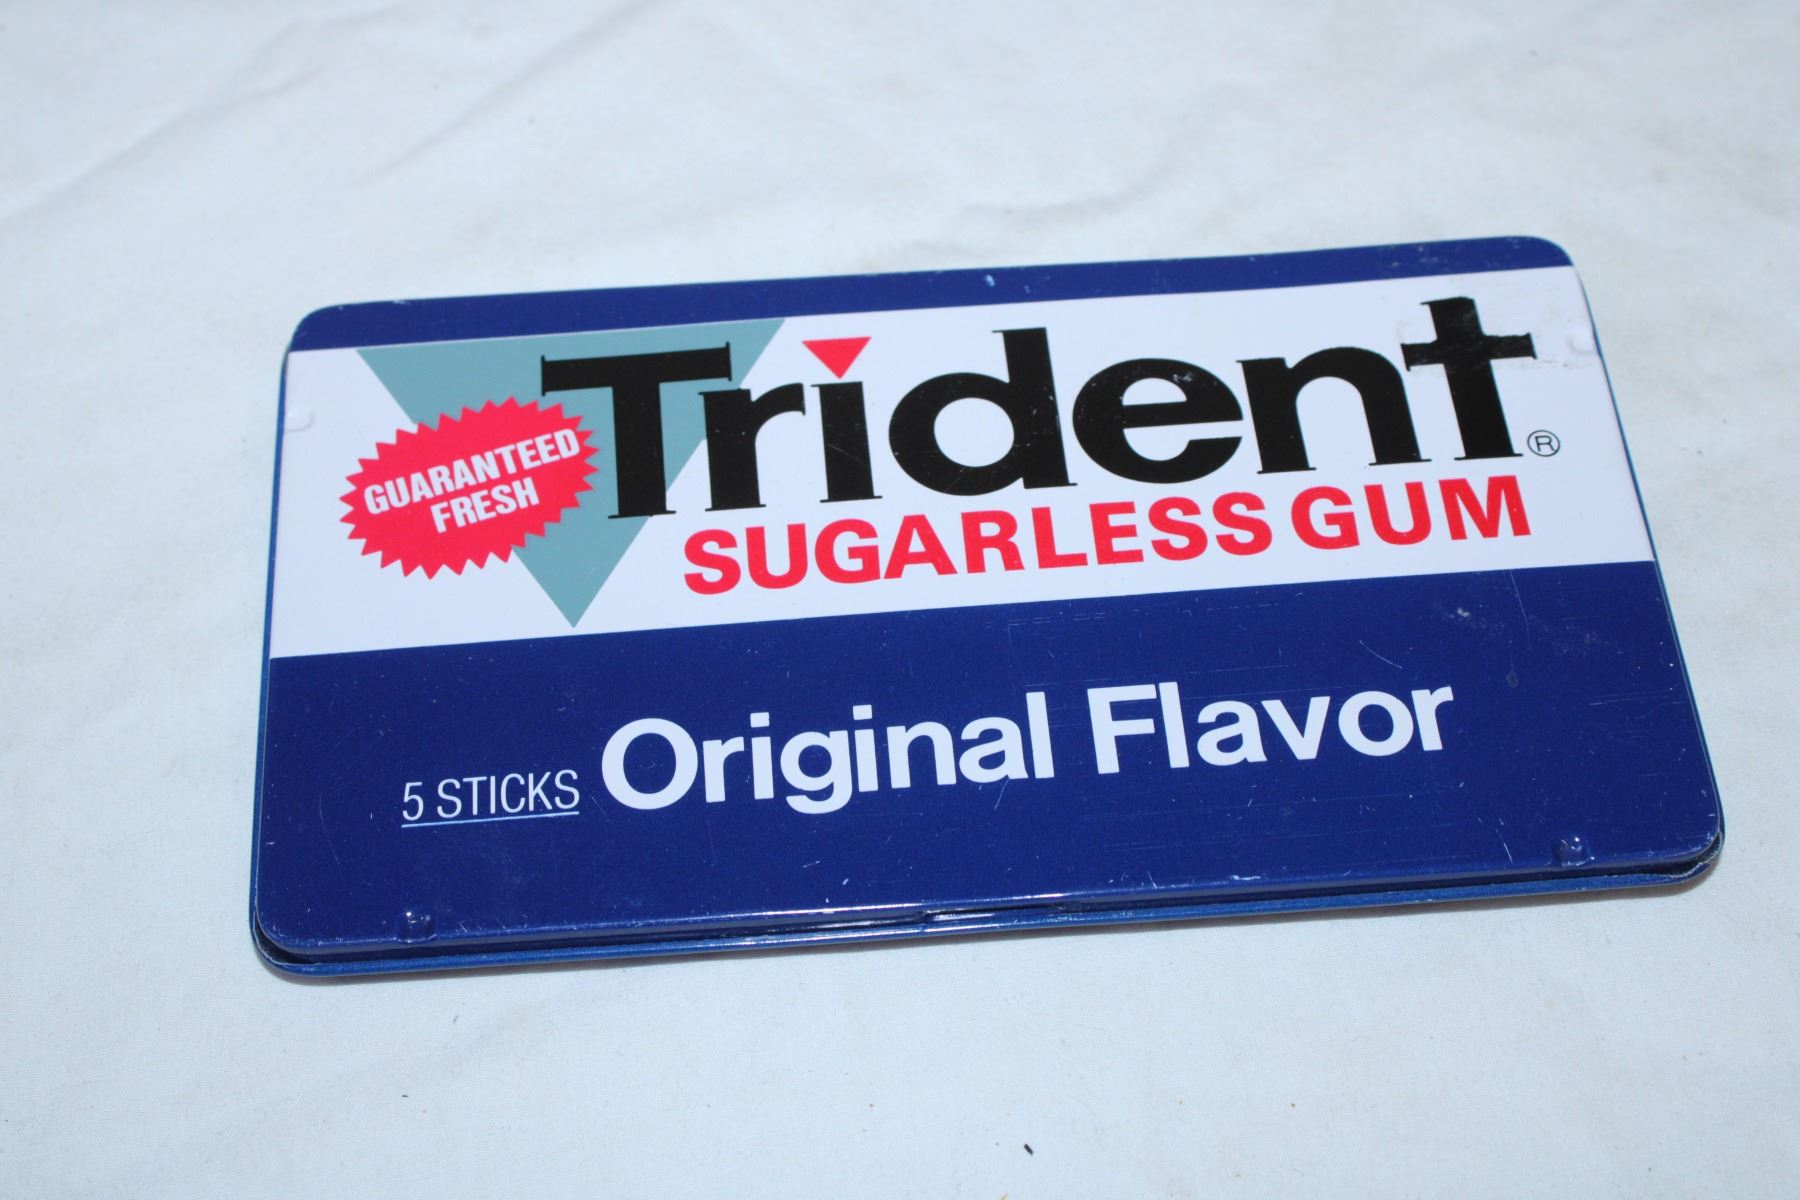 Trident®
GUARANTEED
FRESH
SUGARLESS GUM
5 STICKS Original Flavor